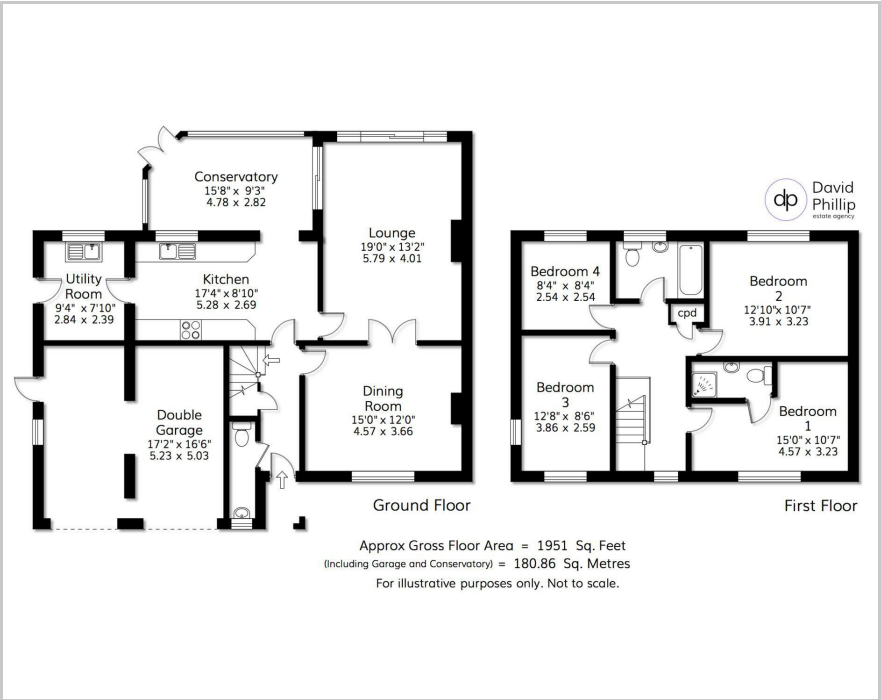 Conservatory
15'8" x 9'3"
4.78 x 2.82
Lounge
19'0" x 13'2"
5.79 x 4.01
Utility
Room
9'4" x 7'10"
2.84 x 2.39
Kitchen
17'4" x 8'10"
5.28 x 2.69
Double
Garage
17'2" x 16'6"
5.23 x 5.03
Dining
Room
15'0" x 12'0"
4.57 x 3.66
Ground Floor
dp
David
Phillip
estate agency
Bedroom 4
8'4" x 8'4"
2.54 x 2.54
cpd
Bedroom
2
12'10" x 10'7"
3.91 x 3.23
Bedroom
3
12'8" x 8'6"
3.86 x 2.59
Bedroom
1
15'0" x 10'7"
4.57 x 3.23
First Floor
Approx Gross Floor Area = 1951 Sq. Feet
(Including Garage and Conservatory) = 180.86 Sq. Metres
For illustrative purposes only. Not to scale.